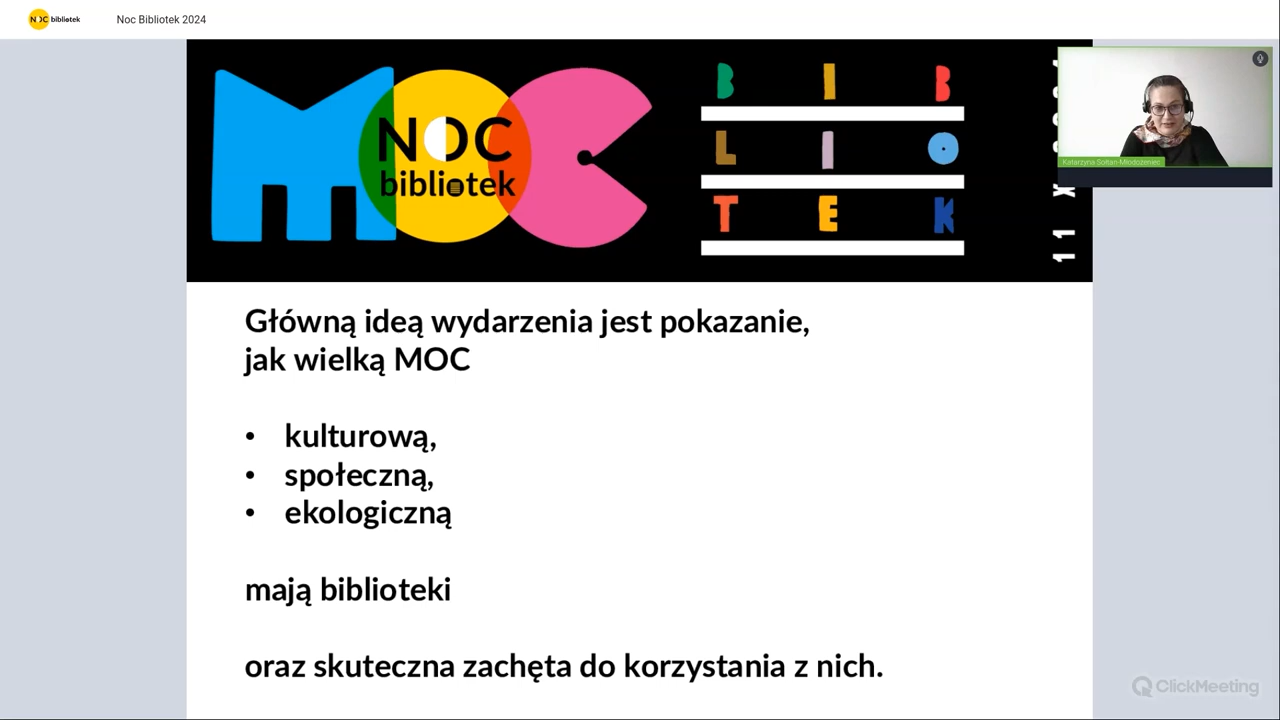 NOC bibliotek
Noc Bibliotek 2024
MOC
NOC
bibliotek
B I B
L I O
T E K
11 X
Katarzyna Sołtan-Młodożeniec
Główną ideą wydarzenia jest pokazanie,
jak wielką MOC
• kulturową,
• społeczną,
• ekologiczną
mają biblioteki
oraz skuteczna zachęta do korzystania z nich.
ClickMeeting